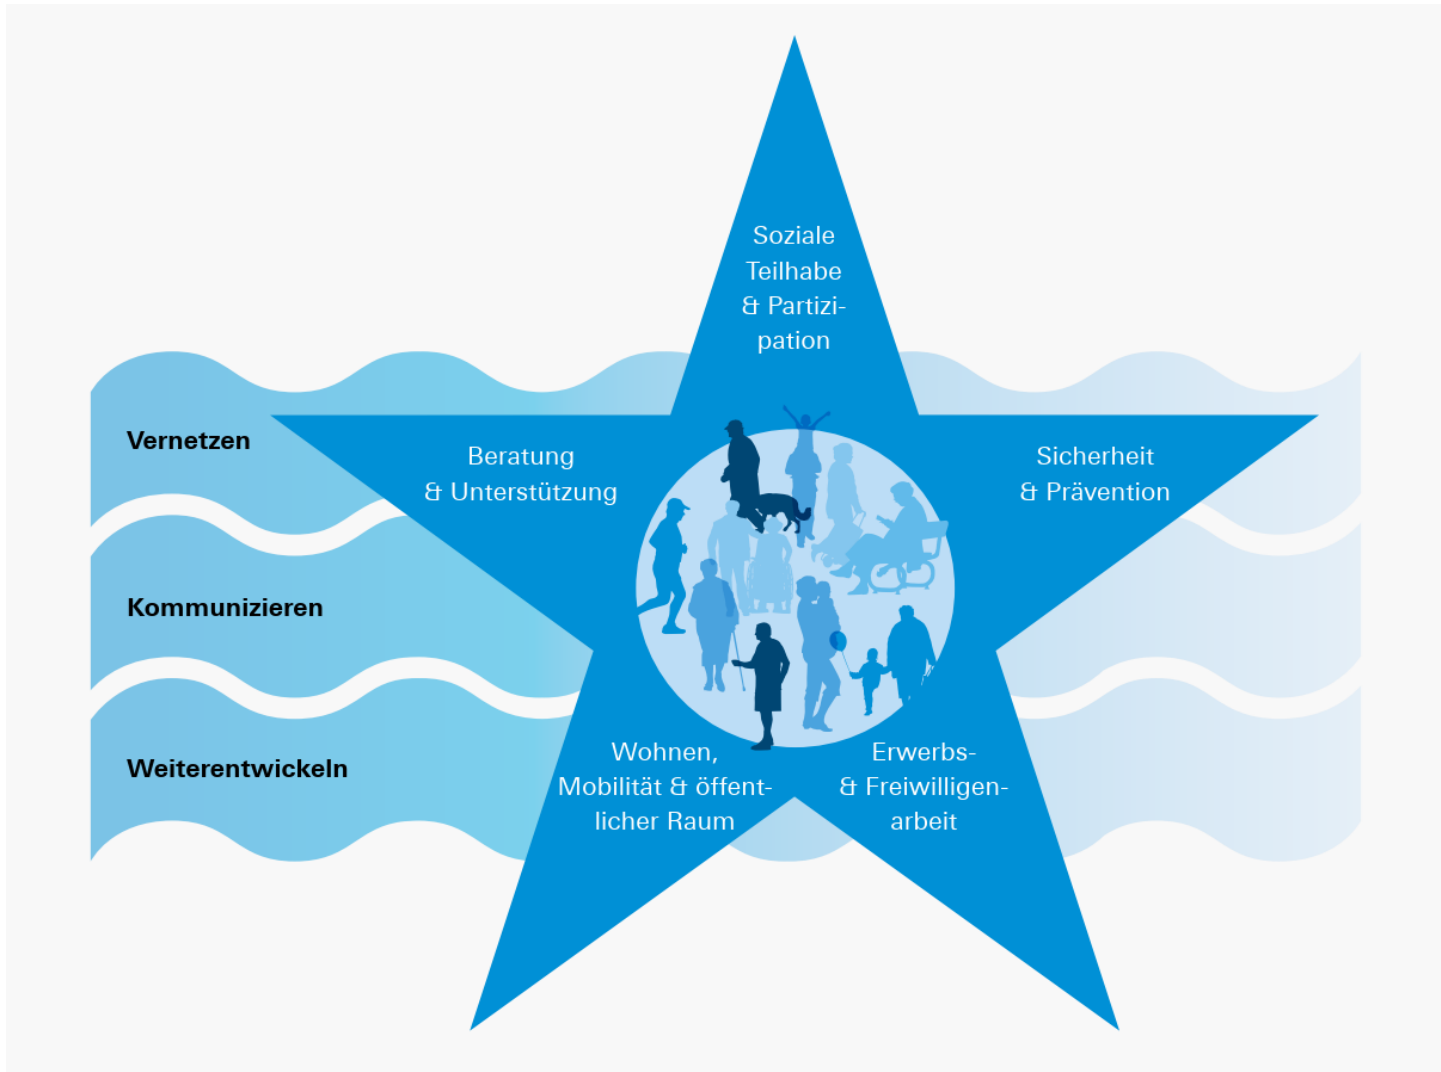 Soziale
Teilhabe
& Partizi-
pation
Vernetzen
Beratung
& Unterstützung
Sicherheit
& Prävention
Kommunizieren
Weiterentwickeln
Wohnen,
Mobilität & öffent-
licher Raum
Erwerbs-
& Freiwilligen-
arbeit